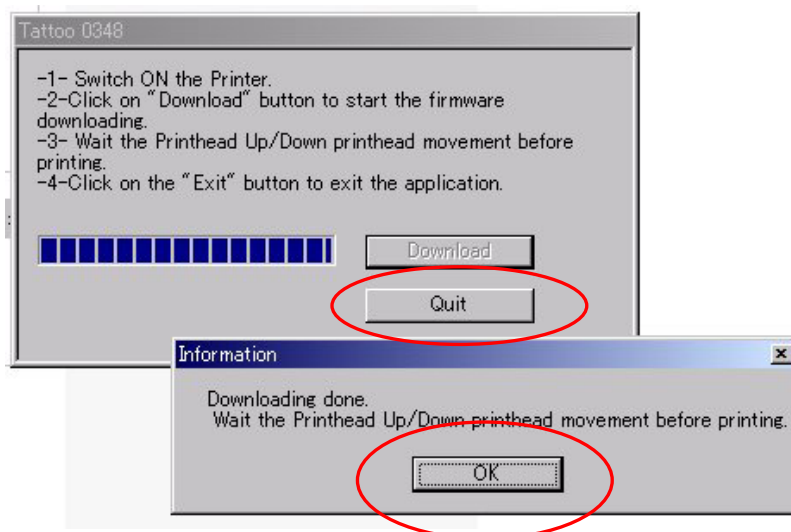 Tattoo 0348
-1- Switch ON the Printer.
-2-Click on "Download" button to start the firmware
downloading.
-3- Wait the Printhead Up/Down printhead movement before
printing.
-4-Click on the "Exit" button to exit the application.
Download
Quit
Information
Downloading done.
Wait the Printhead Up/Down printhead movement before printing.
OK